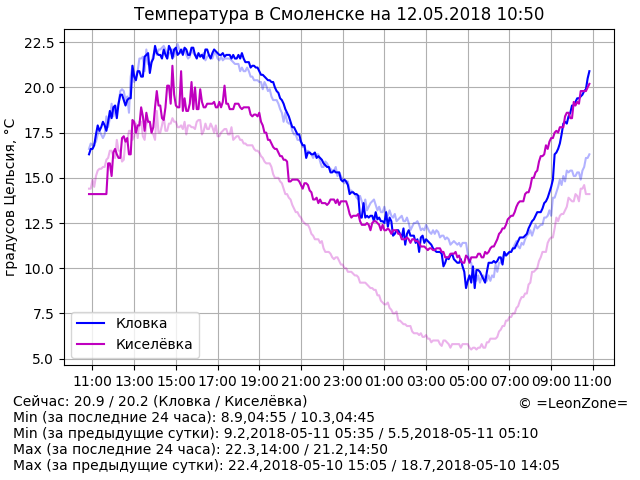 Температура в Смоленске на 12.05.2018 10:50
градусов Цельсия, °C
22.5
20.0
17.5
15.0
12.5
10.0
7.5
5.0
Кловка
Киселёвка
11:00 13:00 15:00 17:00 19:00 21:00 23:00 01:00 03:00 05:00 07:00 09:00 11:00
Сейчас: 20.9 / 20.2 (Кловка / Киселёвка)
© =LeonZone=
Min (за последние 24 часа): 8.9,04:55 / 10.3,04:45
Min (за предыдущие сутки): 9.2,2018-05-11 05:35 / 5.5,2018-05-11 05:10
Max (за последние 24 часа): 22.3,14:00 / 21.2,14:50
Max (за предыдущие сутки): 22.4,2018-05-10 15:05 / 18.7,2018-05-10 14:05